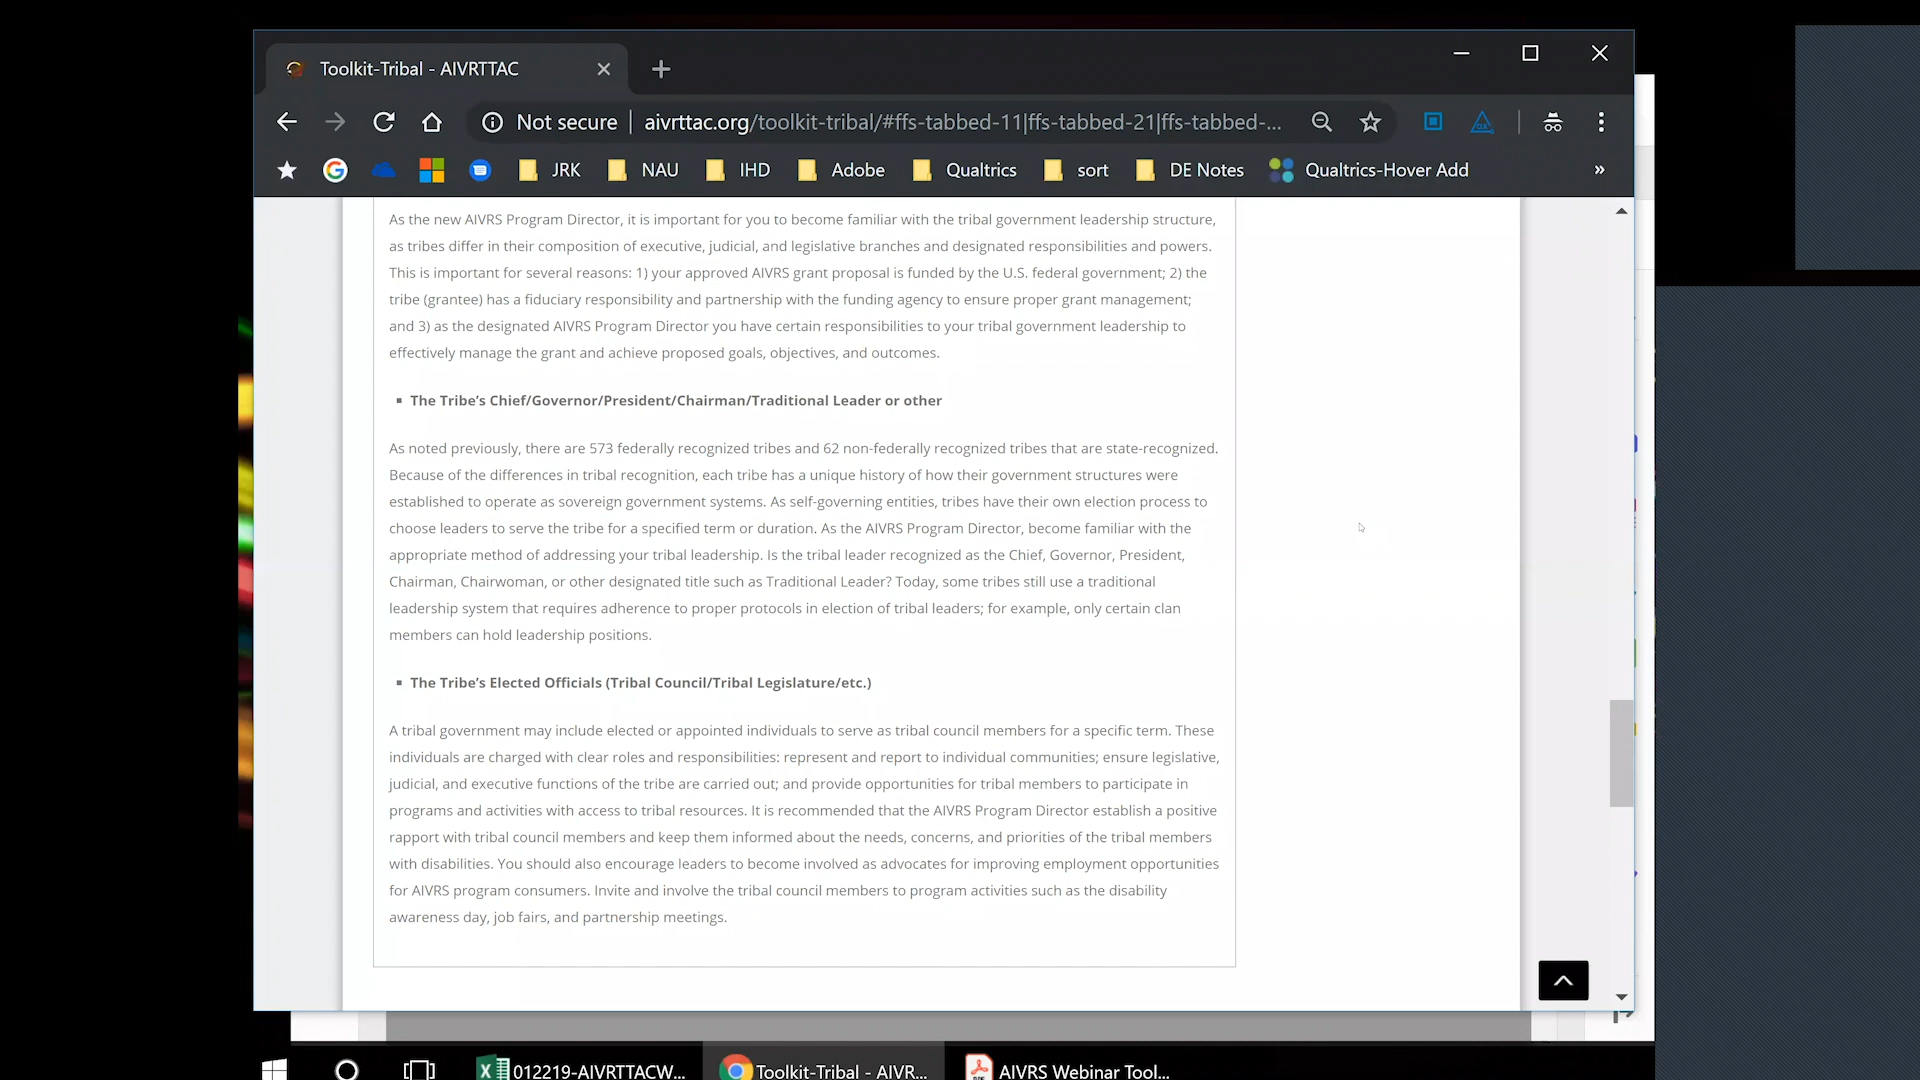 Toolkit-Tribal - AIVRTTAC
Not secure | aivrttac.org/toolkit-tribal/#ffs-tabbed-11|ffs-tabbed-21|ffs-tabbed-...
JRK NAU IHD Adobe Qualtrics sort DE Notes Qualtrics-Hover Add »
As the new AIVRS Program Director, it is important for you to become familiar with the tribal government leadership structure,
as tribes differ in their composition of executive, judicial, and legislative branches and designated responsibilities and powers.
This is important for several reasons: 1) your approved AIVRS grant proposal is funded by the U.S. federal government; 2) the
tribe (grantee) has a fiduciary responsibility and partnership with the funding agency to ensure proper grant management;
and 3) as the designated AIVRS Program Director you have certain responsibilities to your tribal government leadership to
effectively manage the grant and achieve proposed goals, objectives, and outcomes.
▪ The Tribe's Chief/Governor/President/Chairman/Traditional Leader or other
As noted previously, there are 573 federally recognized tribes and 62 non-federally recognized tribes that are state-recognized.
Because of the differences in tribal recognition, each tribe has a unique history of how their government structures were
established to operate as sovereign government systems. As self-governing entities, tribes have their own election process to
choose leaders to serve the tribe for a specified term or duration. As the AIVRS Program Director, become familiar with the
appropriate method of addressing your tribal leadership. Is the tribal leader recognized as the Chief, Governor, President,
Chairman, Chairwoman, or other designated title such as Traditional Leader? Today, some tribes still use a traditional
leadership system that requires adherence to proper protocols in election of tribal leaders; for example, only certain clan
members can hold leadership positions.
▪ The Tribe's Elected Officials (Tribal Council/Tribal Legislature/etc.)
A tribal government may include elected or appointed individuals to serve as tribal council members for a specific term. These
individuals are charged with clear roles and responsibilities: represent and report to individual communities; ensure legislative,
judicial, and executive functions of the tribe are carried out; and provide opportunities for tribal members to participate in
programs and activities with access to tribal resources. It is recommended that the AIVRS Program Director establish a positive
rapport with tribal council members and keep them informed about the needs, concerns, and priorities of the tribal members
with disabilities. You should also encourage leaders to become involved as advocates for improving employment opportunities
for AIVRS program consumers. Invite and involve the tribal council members to program activities such as the disability
awareness day, job fairs, and partnership meetings.
012219-AIVRTTACW... Toolkit-Tribal - AIVR... AIVRS Webinar Tool...